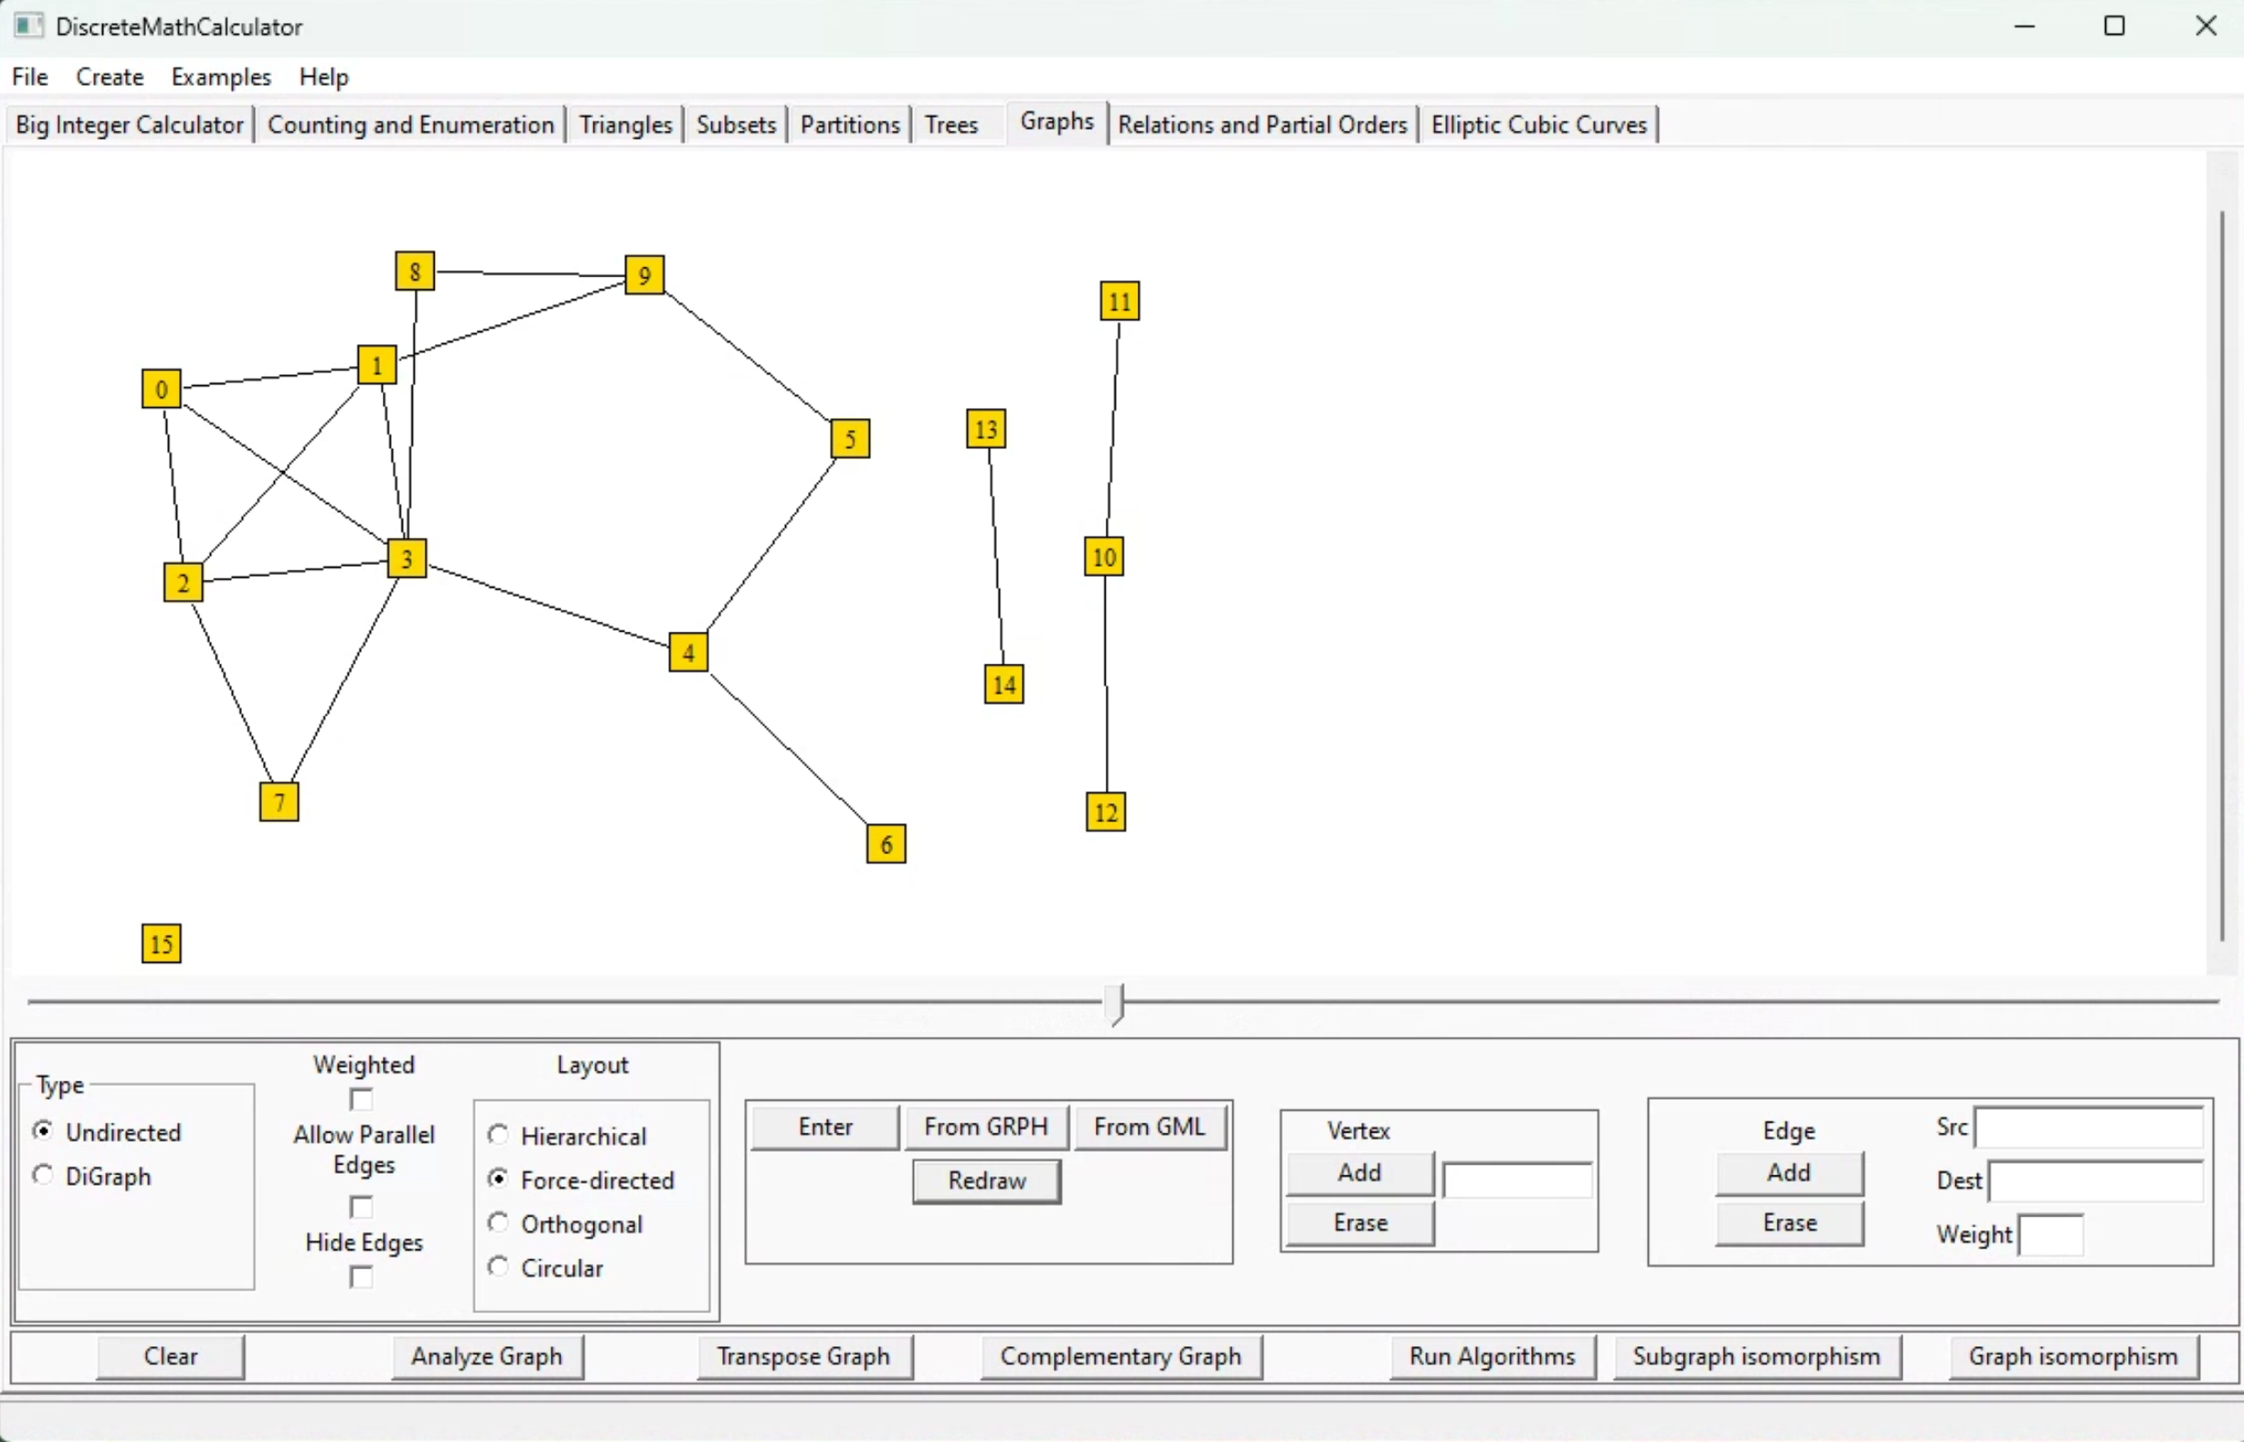 DiscreteMathCalculator
File Create Examples Help
Big Integer Calculator Counting and Enumeration Triangles Subsets Partitions Trees Graphs Relations and Partial Orders Elliptic Cubic Curves
8
9
11
1
0
13
5
10
3
2
4
14
7
12
6
15
Type
Undirected
DiGraph
Weighted
Allow Parallel
Edges
Hide Edges
Layout
Hierarchical
Force-directed
Orthogonal
Circular
Enter From GRPH From GML
Redraw
Vertex
Add
Erase
Edge
Add
Erase
Src
Dest
Weight
Clear Analyze Graph Transpose Graph Complementary Graph Run Algorithms Subgraph isomorphism Graph isomorphism